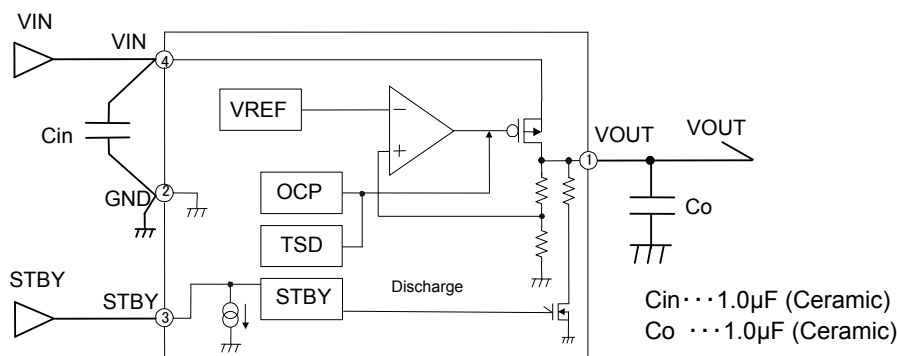 VIN
VIN
4
VREF
−
+
VOUT
VOUT
1
Cin
2
GND
OCP
Co
TSD
STBY
STBY
STBY
3
Discharge
Cin・・・1.0µF (Ceramic)
Co ・・・1.0µF (Ceramic)